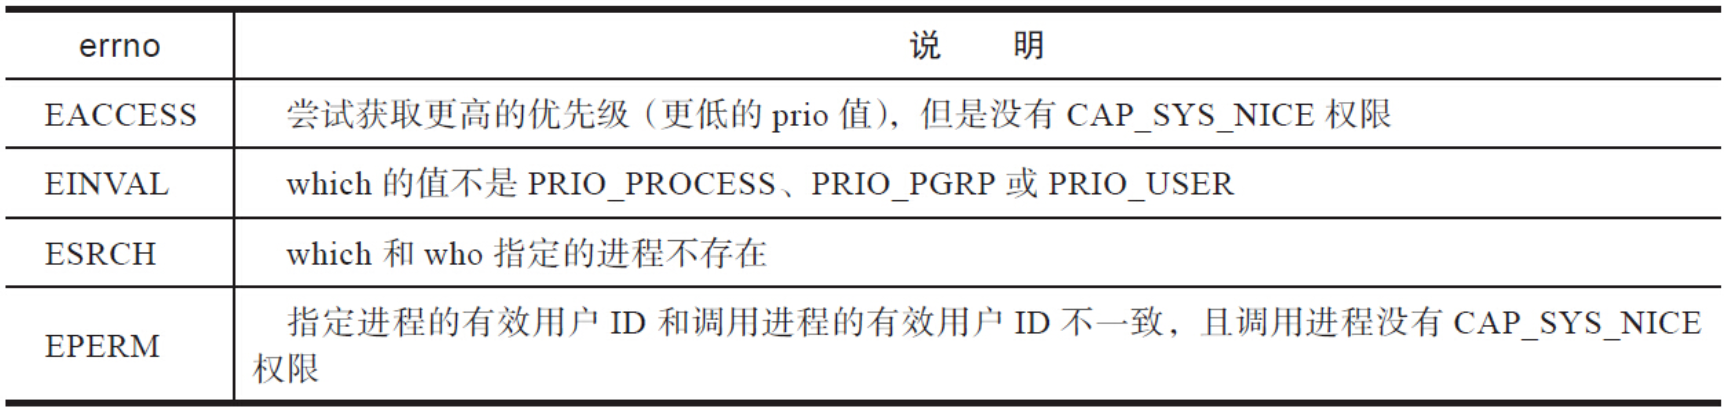 errno 说 明
EACCESS 尝试获取更高的优先级（更低的 prio 值），但是没有 CAP_SYS_NICE 权限
EINVAL which 的值不是 PRIO_PROCESS、PRIO_PGRP 或 PRIO_USER
ESRCH which 和 who 指定的进程不存在
EPERM 指定进程的有效用户 ID 和调用进程的有效用户 ID 不一致，且调用进程没有 CAP_SYS_NICE
权限